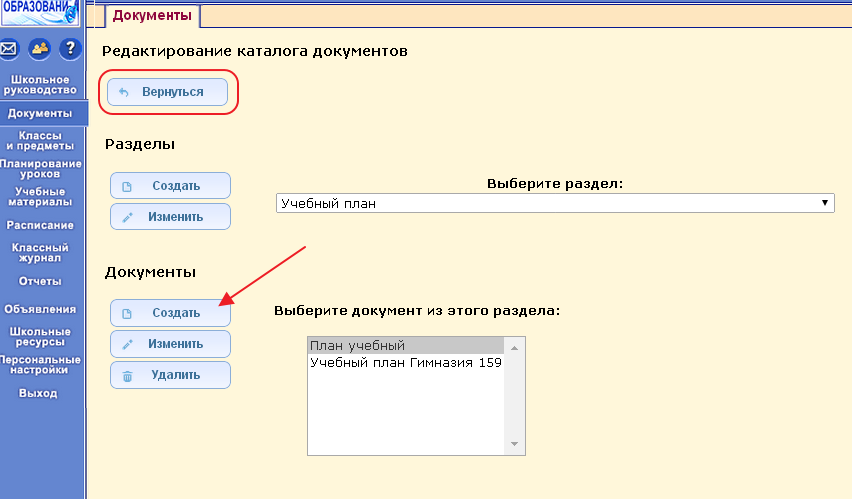 ОБРАЗОВАНИЯ
Документы
?
Редактирование каталога документов
Вернуться
Школьное
руководство
Документы
Классы
и предметы
Планирование
уроков
Учебные
материалы
Расписание
Классный
журнал
Отчеты
Объявления
Школьные
ресурсы
Персональные
настройки
Выход
Разделы
Создать
Изменить
Выберите раздел:
Учебный план
Документы
Создать
Изменить
Удалить
Выберите документ из этого раздела:
План учебный
Учебный план Гимназия 159